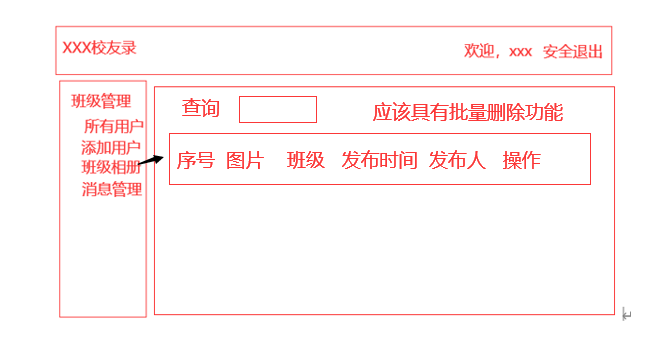 XXX校友录
欢迎，xxx 安全退出
班级管理
所有用户
添加用户
班级相册
消息管理
查询
应该具有批量删除功能
序号 图片 班级 发布时间 发布人 操作